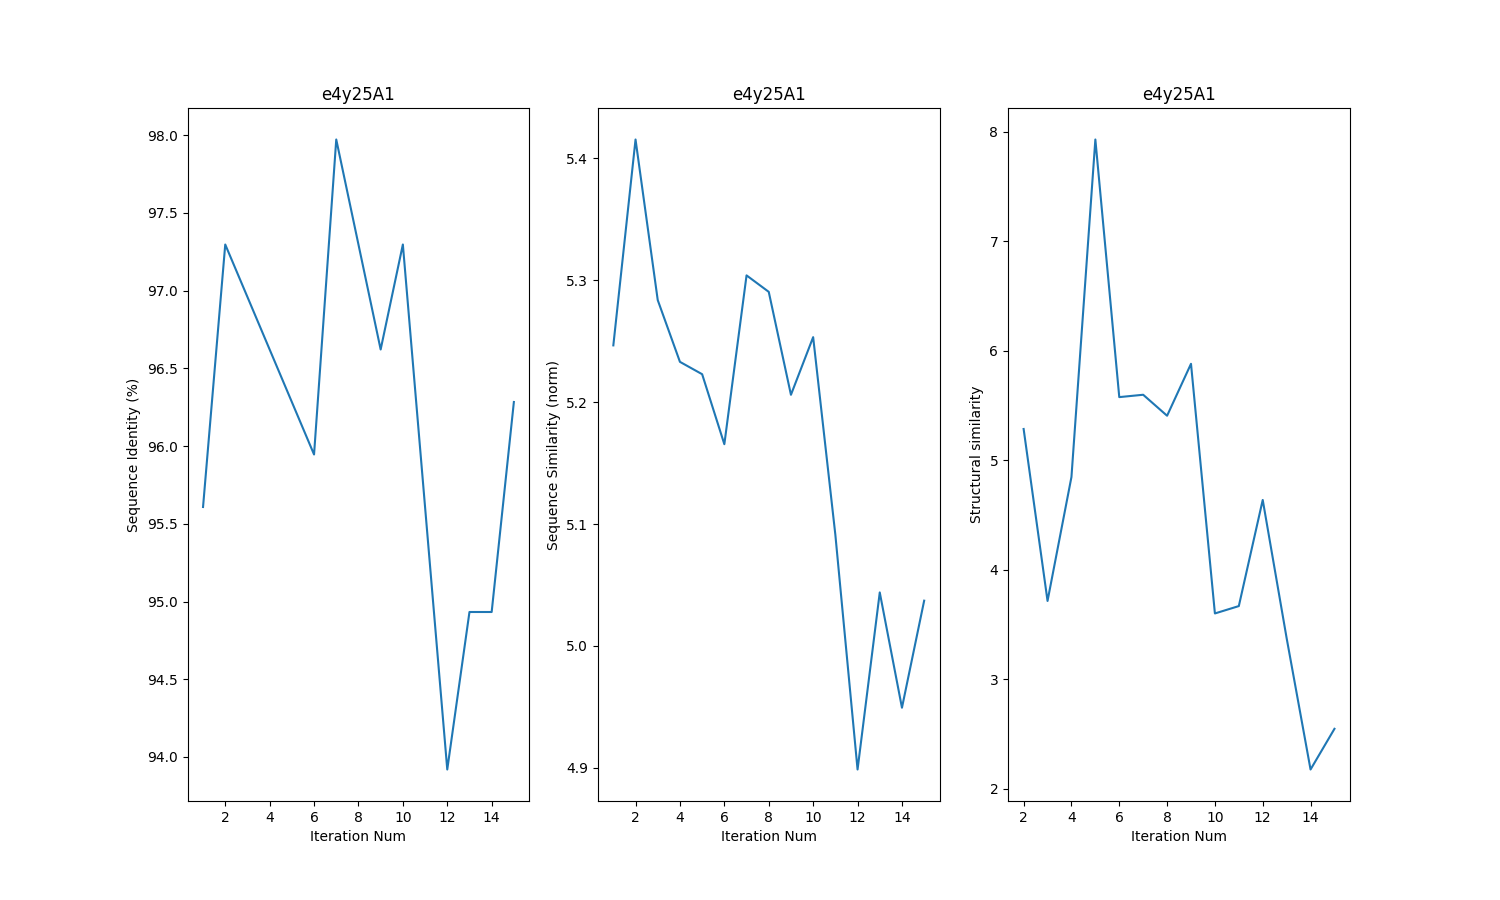 e4y25A1
Sequence Identity (%)
98.0
97.5
97.0
96.5
96.0
95.5
95.0
94.5
94.0
2 4 6 8 10 12 14
Iteration Num
e4y25A1
Sequence Similarity (norm)
5.4
5.3
5.2
5.1
5.0
4.9
2 4 6 8 10 12 14
Iteration Num
e4y25A1
Structural similarity
8
7
6
5
4
3
2
2 4 6 8 10 12 14
Iteration Num